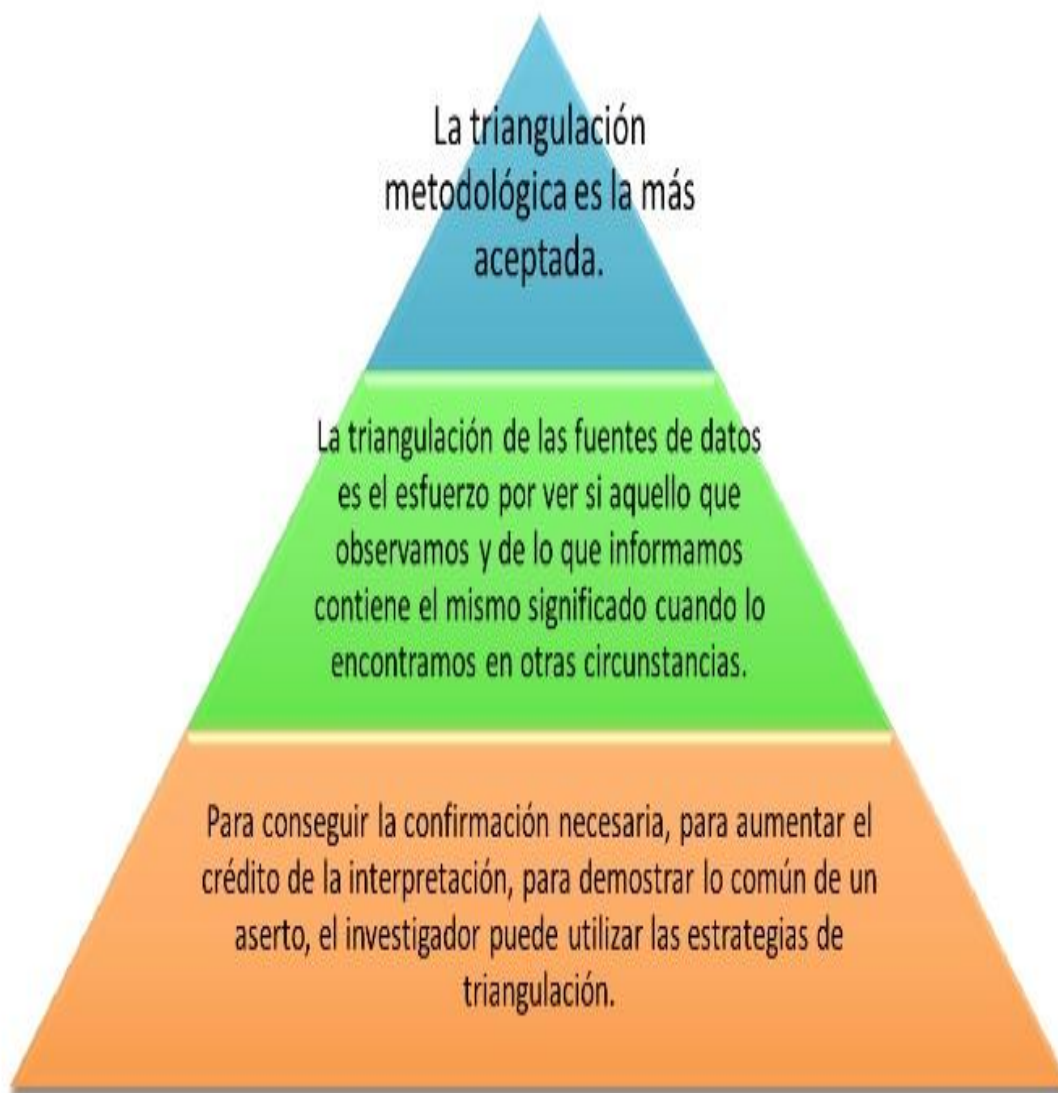 La triangulación
metodológica es la más
aceptada.
La triangulación de las fuentes de datos
es el esfuerzo por ver si aquello que
observamos y de lo que informamos
contiene el mismo significado cuando lo
encontramos en otras circunstancias.
Para conseguir la confirmación necesaria, para aumentar el
crédito de la interpretación, para demostrar lo común de un
aserto, el investigador puede utilizar las estrategias de
triangulación.